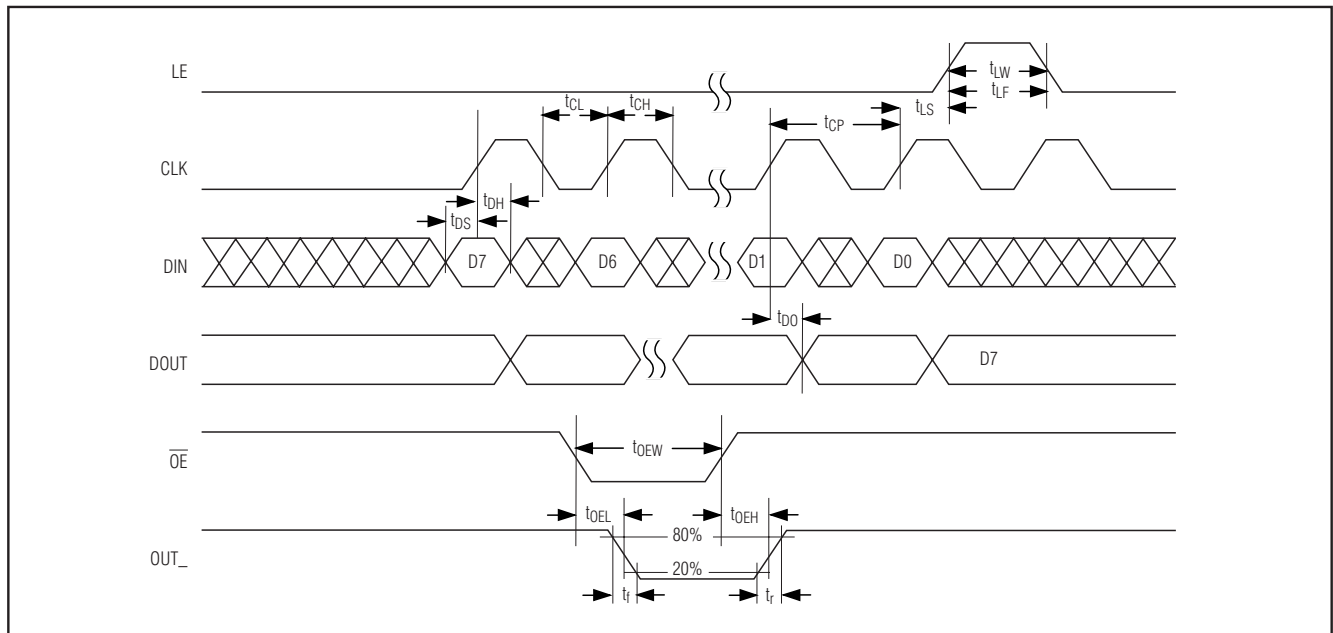 LE
tLW
tLF
tLS
tCL
tCH
tCP
CLK
tDH
tDS
DIN
D7
D6
D1
D0
tDO
DOUT
D7
OE
tOEW
tOEL
tOEH
80%
OUT_
20%
tf
tr